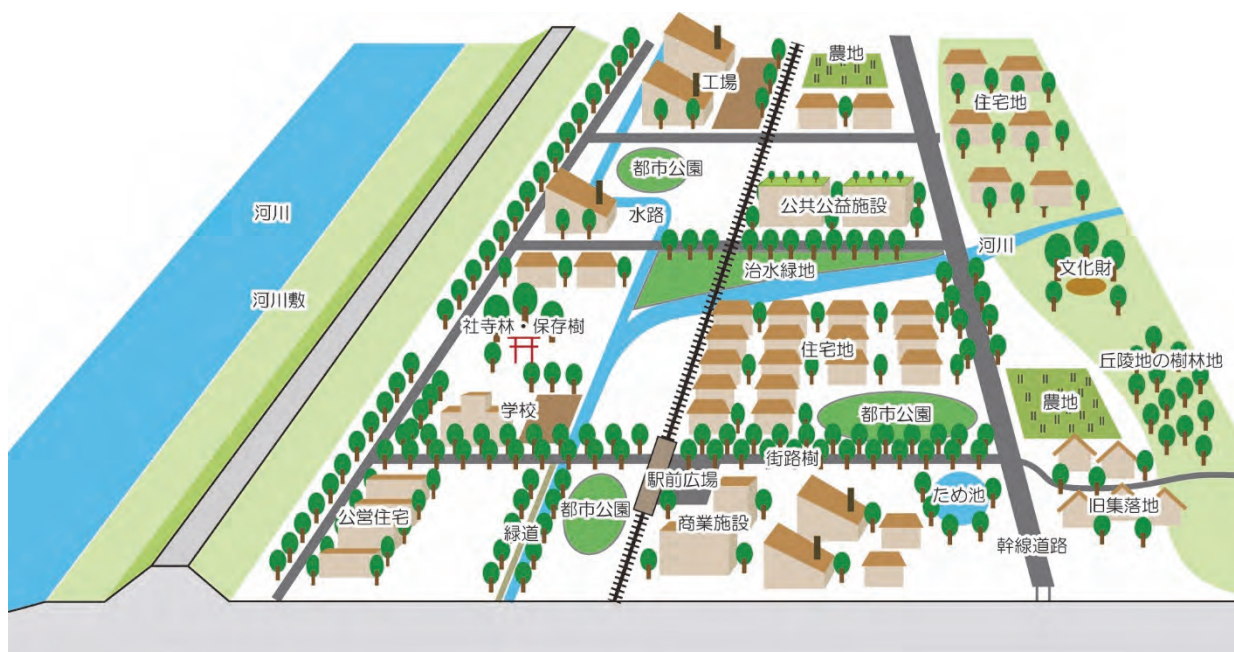 農地
工場
住宅地
都市公園
公共公益施設
河川
水路
河川
治水緑地
文化財
河川敷
社寺林・保存樹
住宅地
丘陵地の樹林地
農地
学校
都市公園
街路樹
駅前広場
ため池
旧集落地
都市公園
公営住宅
緑道
商業施設
幹線道路